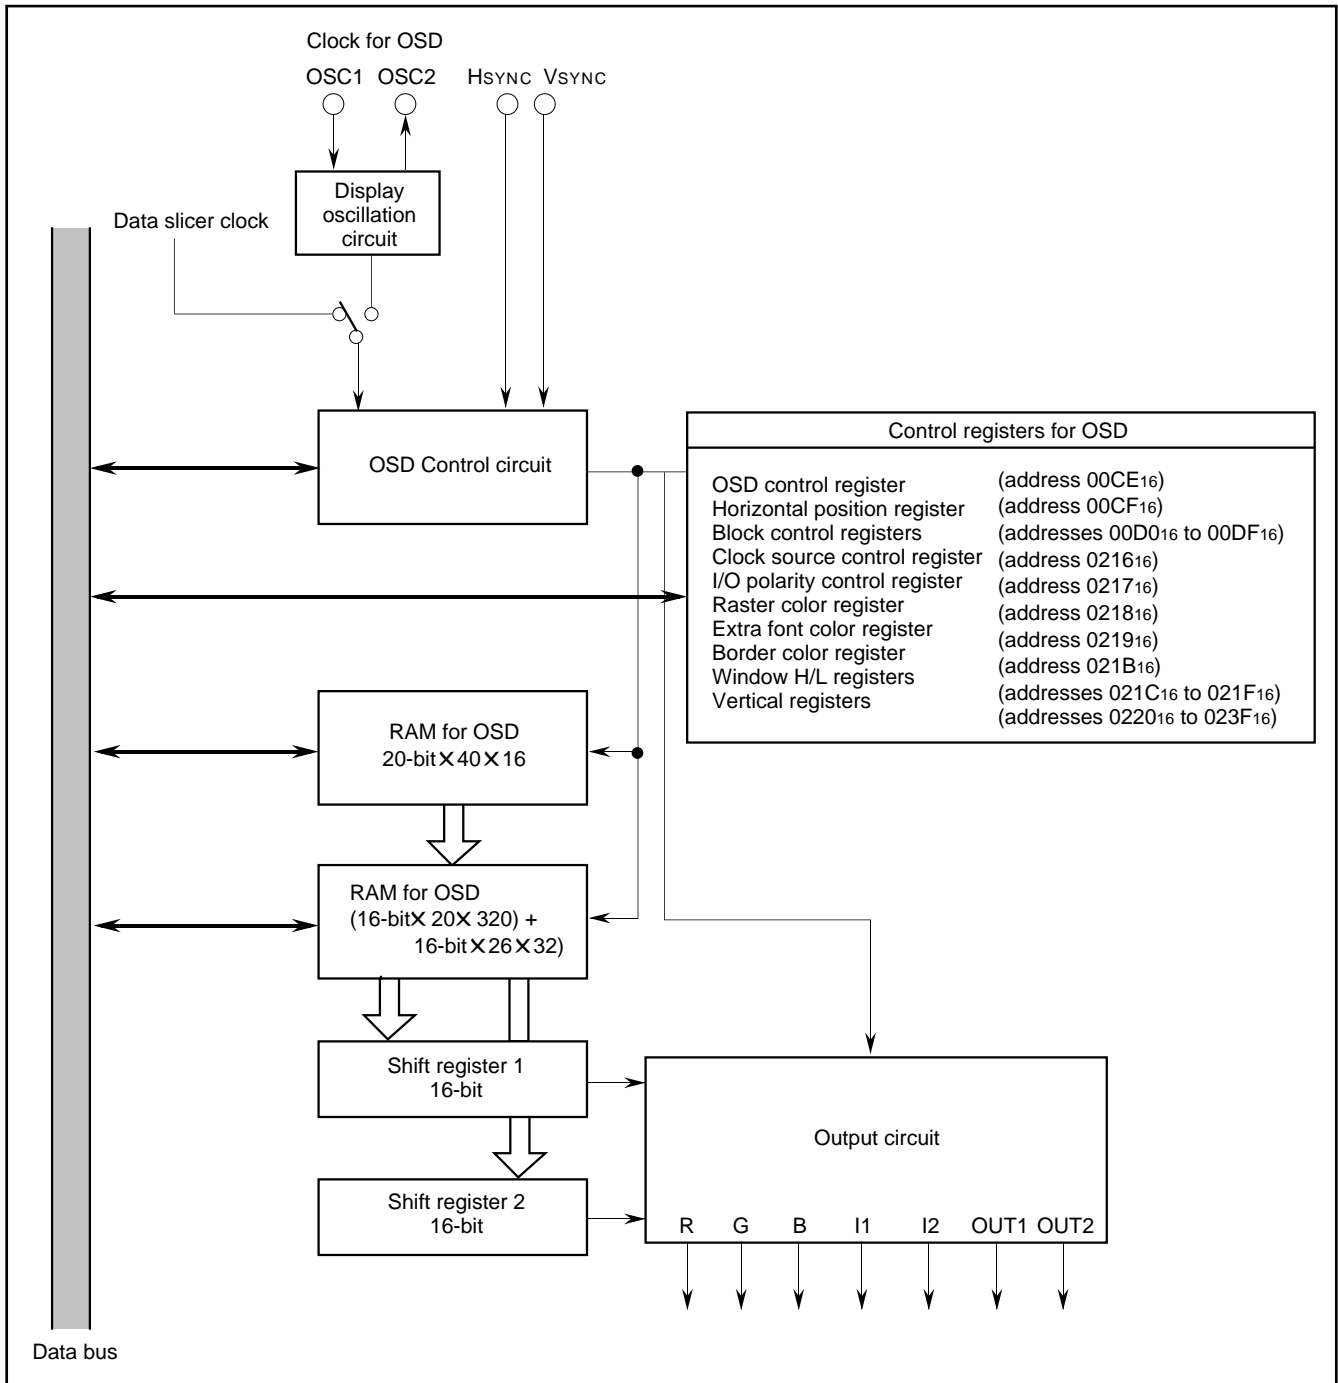 Clock for OSD
OSC1 OSC2 HSYNC VSYNC
Display
oscillation
circuit
Data slicer clock
OSD Control circuit
Control registers for OSD
OSD control register (address 00CE16)
Horizontal position register (address 00CF16)
Block control registers (addresses 00D016 to 00DF16)
Clock source control register (address 021616)
I/O polarity control register (address 021716)
Raster color register (address 021816)
Extra font color register (address 021916)
Border color register (address 021B16)
Window H/L registers (addresses 021C16 to 021F16)
Vertical registers (addresses 022016 to 023F16)
RAM for OSD
20-bit×40×16
RAM for OSD
(16-bit× 20× 320) +
16-bit×26×32)
Shift register 1
16-bit
Output circuit
Shift register 2
16-bit
R G B I1 I2 OUT1 OUT2
Data bus